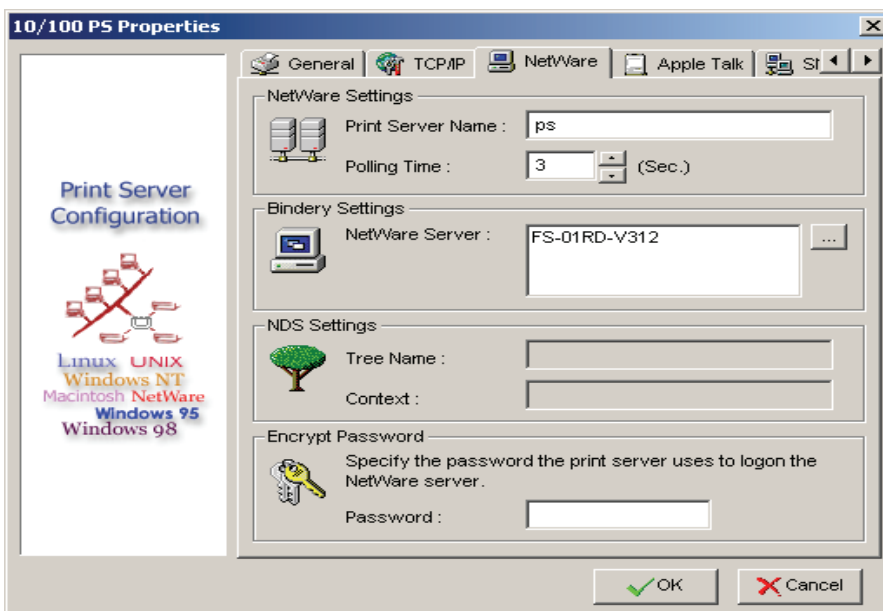 10/100 PS Properties
General
TCP/IP
NetWare
Apple Talk
Print Server
Configuration
Linux UNIX
Windows NT
Macintosh NetWare
Windows 95
Windows 98
NetWare Settings
Print Server Name :
ps
Polling Time :
3
(Sec.)
Bindery Settings
NetWare Server :
FS-01RD-V312
...
NDS Settings
Tree Name :
Context :
Encrypt Password
Specify the password the print server uses to logon the
NetWare server.
Password :
OK
Cancel